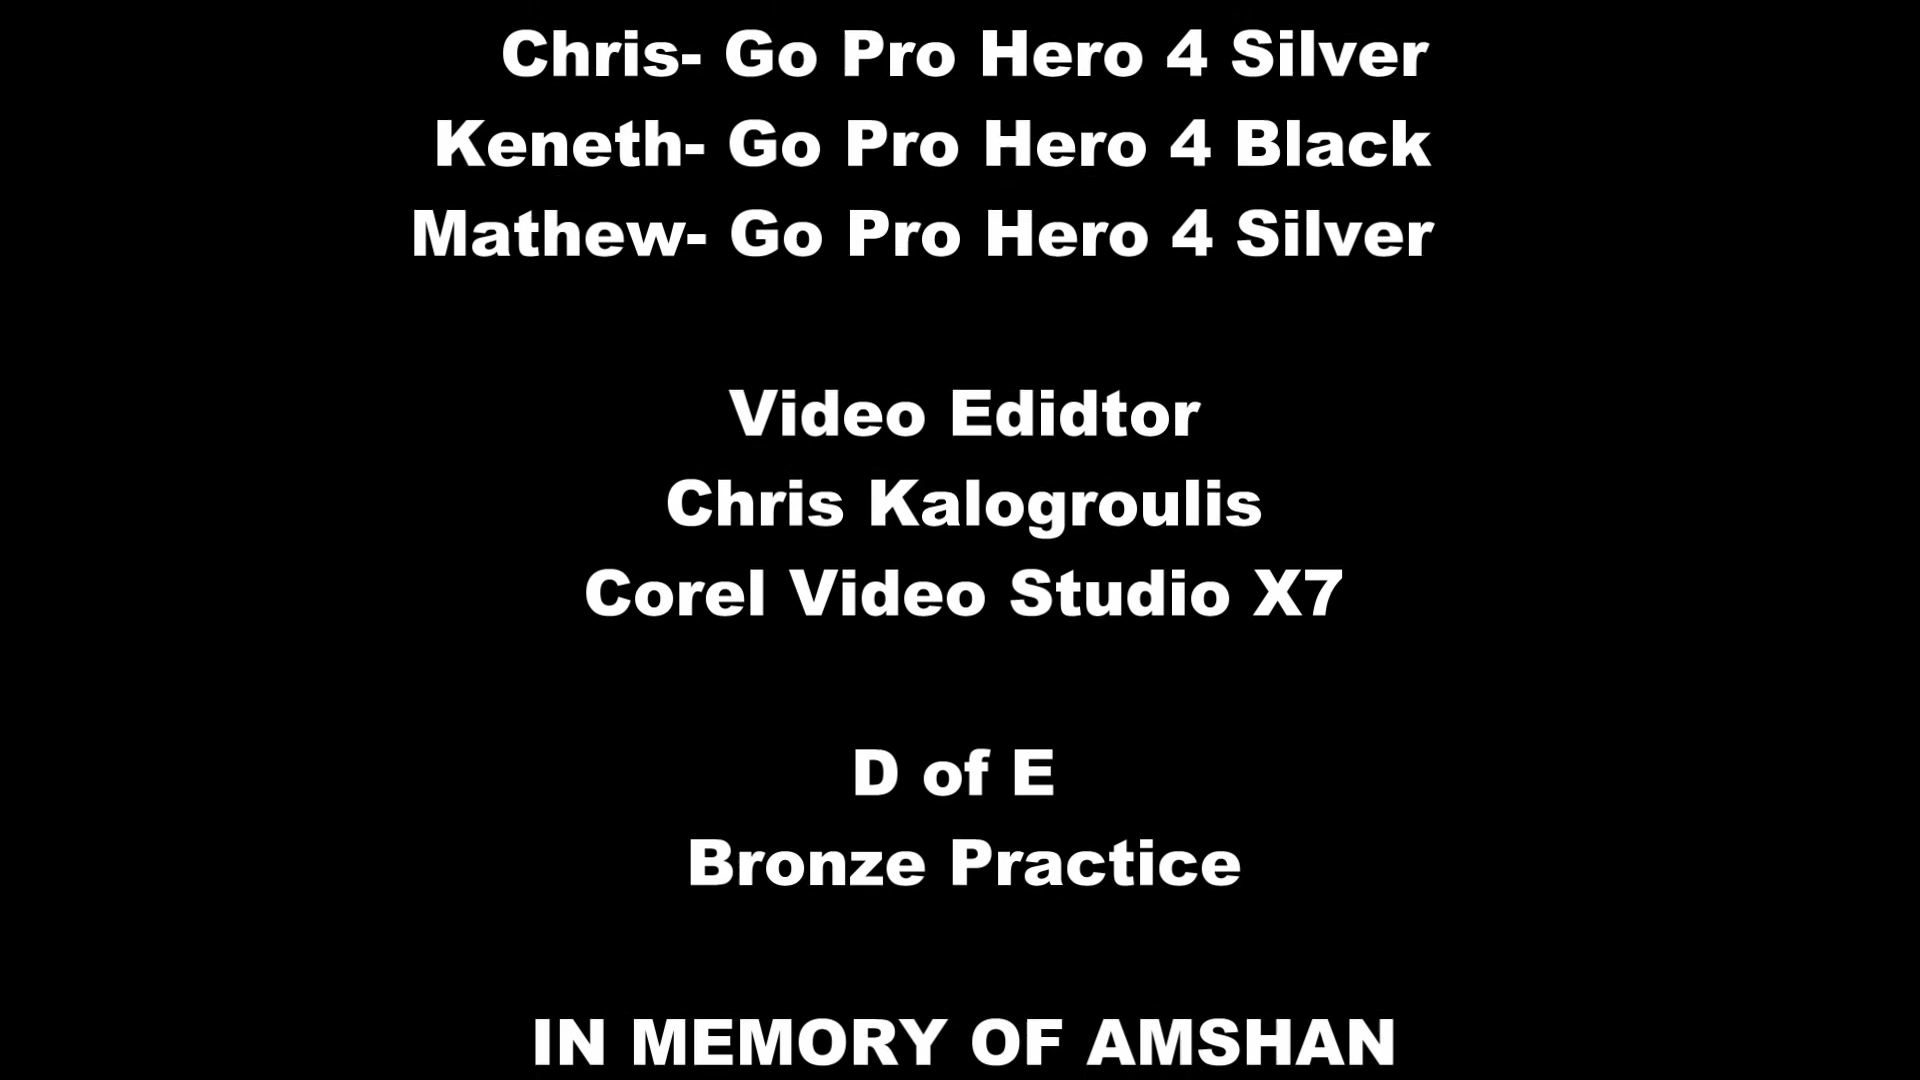 Chris- Go Pro Hero 4 Silver
Keneth- Go Pro Hero 4 Black
Mathew- Go Pro Hero 4 Silver
Video Edidtor
Chris Kalogroulis
Corel Video Studio X7
D of E
Bronze Practice
IN MEMORY OF AMSHAN